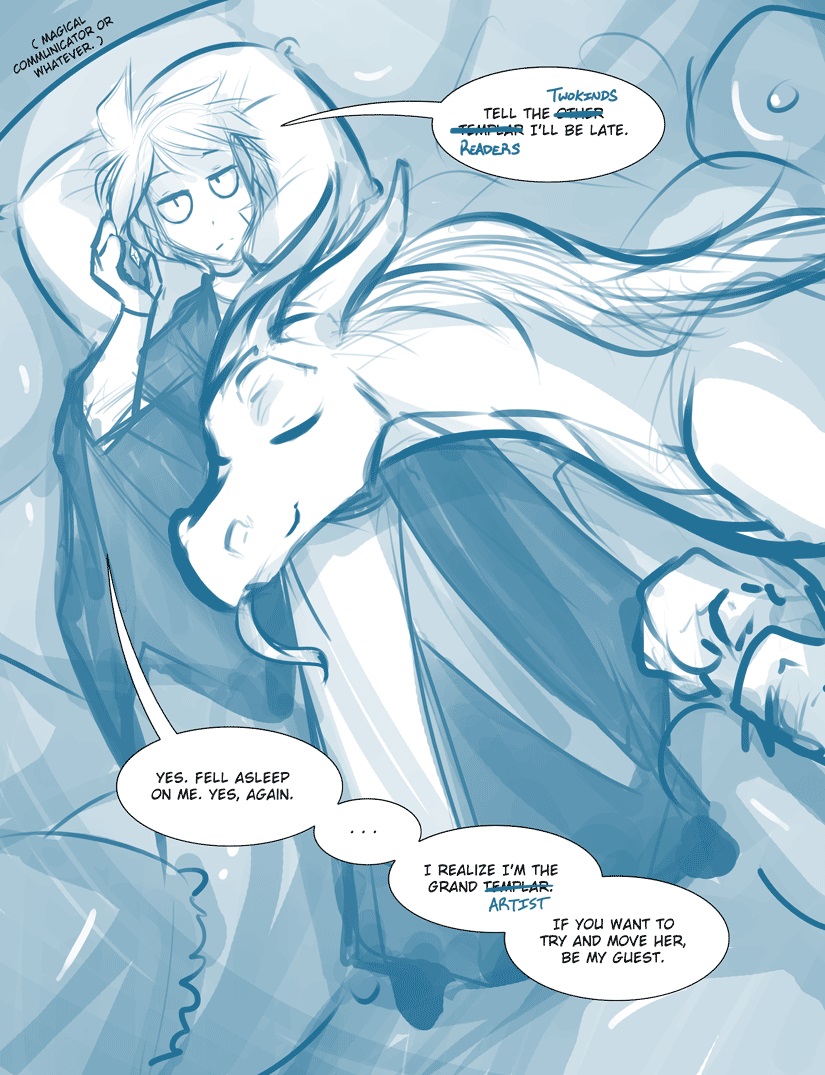 ( MAGICAL
COMMUNICATOR OR
WHATEVER. )
TWOKINDS
TELL THE OTHER
TEMPLAR I'LL BE LATE.
READERS
YES. FELL ASLEEP
ON ME. YES, AGAIN.
. . .
I REALIZE I'M THE
GRAND TEMPLAR.
ARTIST
IF YOU WANT TO
TRY AND MOVE HER,
BE MY GUEST.